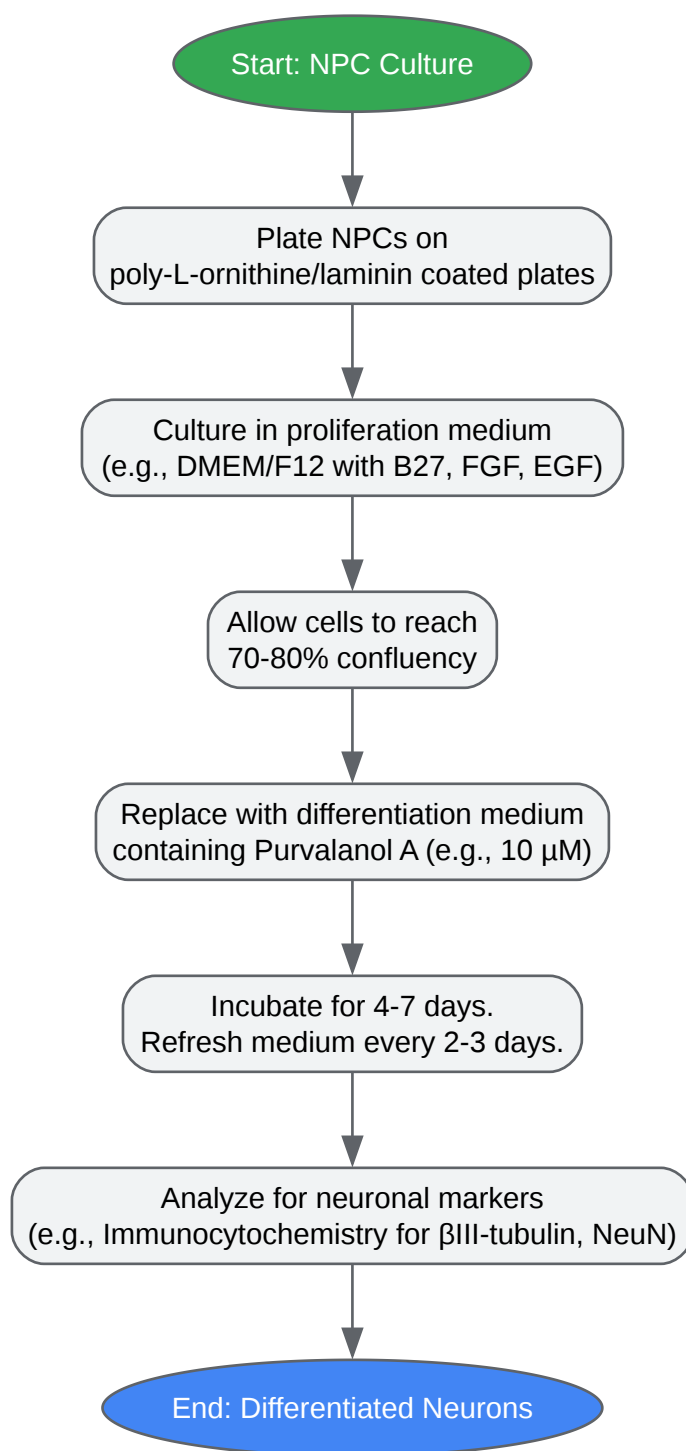 Start: NPC Culture
Plate NPCs on
poly-L-ornithine/laminin coated plates
Culture in proliferation medium
(e.g., DMEM/F12 with B27, FGF, EGF)
Allow cells to reach
70-80% confluency
Replace with differentiation medium
containing Purvalanol A (e.g., 10 µM)
Incubate for 4-7 days.
Refresh medium every 2-3 days.
Analyze for neuronal markers
(e.g., Immunocytochemistry for βIII-tubulin, NeuN)
End: Differentiated Neurons